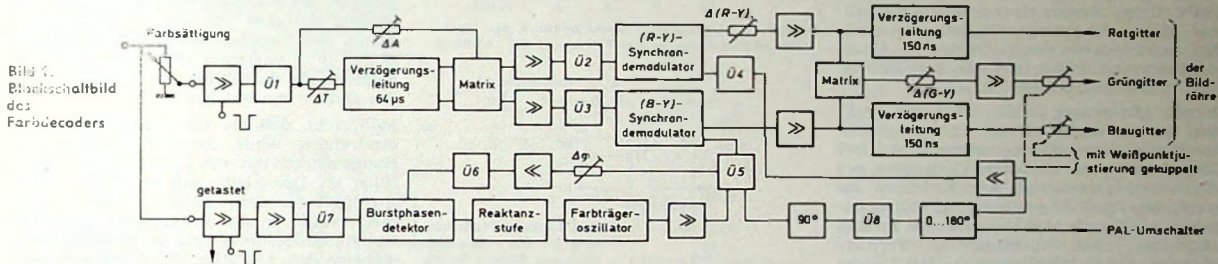 Bild 1.
Blockschaltbild
des
Farbdecoders
Farbsättigung
≫
Ü1
ΔT
ΔA
Verzögerungs-
leitung
64 µs
Matrix
≫
Ü2
≫
Ü3
(R-Y)-
Synchron-
demodulator
(B-Y)-
Synchron-
demodulator
Δ(R-Y)
Ü4
≫
≫
Matrix
Verzögerungs-
leitung
150 ns
Δ(G-Y)
≫
Verzögerungs-
leitung
150 ns
Rotgitter
Grüngitter
Blaugitter
der
Bild-
röhre
mit Weißpunktju-
stierung gekuppelt
getastet
≫
≫
Ü7
Burstphasen-
detektor
Ü6
≪
Δφ
Reaktanz-
stufe
Farbträger-
oszillator
≫
Ü5
90°
Ü8
0...180°
≪
PAL-Umschalter